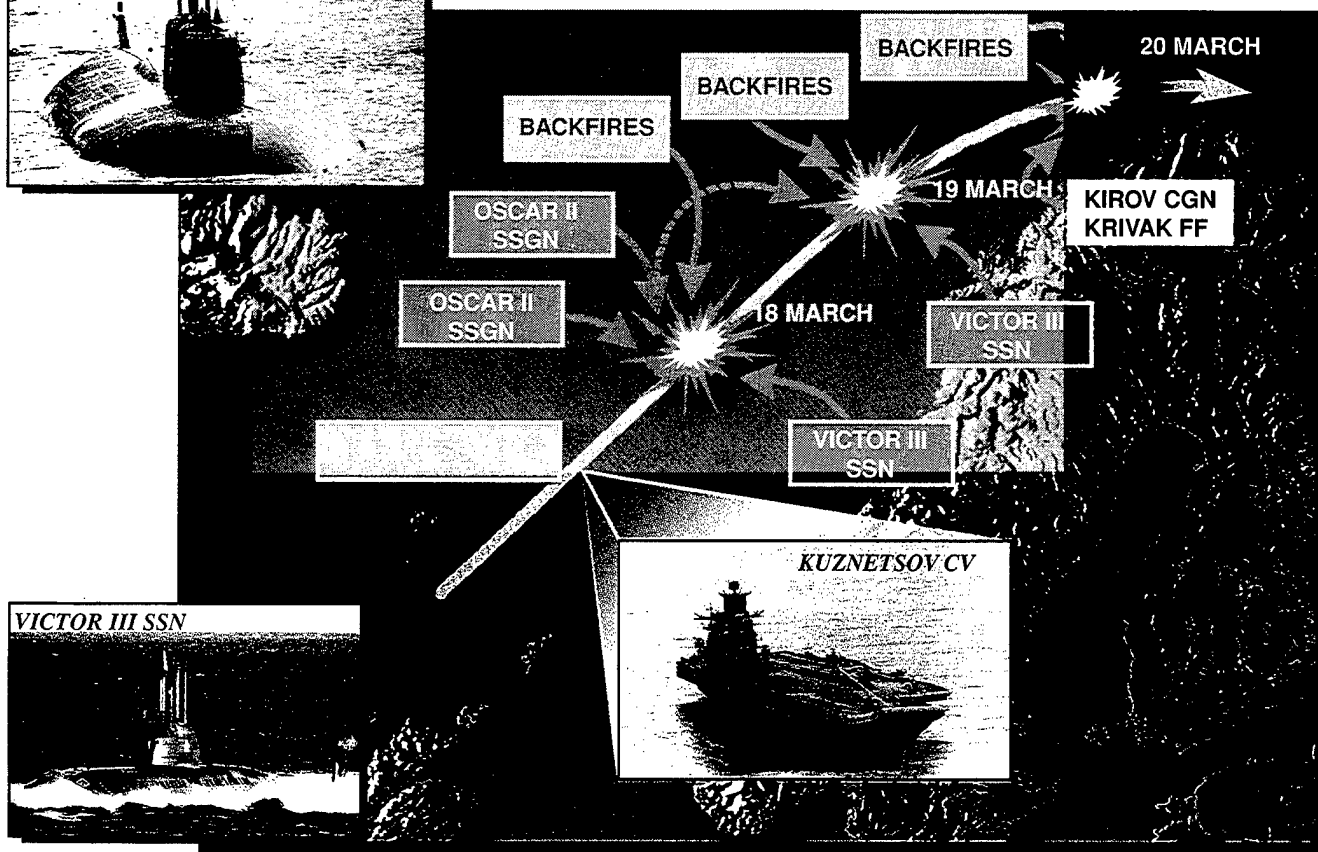 BACKFIRES
20 MARCH
BACKFIRES
BACKFIRES
19 MARCH
KIROV CGN
KRIVAK FF
OSCAR II
SSGN
OSCAR II
SSGN
18 MARCH
VICTOR III
SSN
VICTOR III
SSN
KUZNETSOV CV
VICTOR III SSN